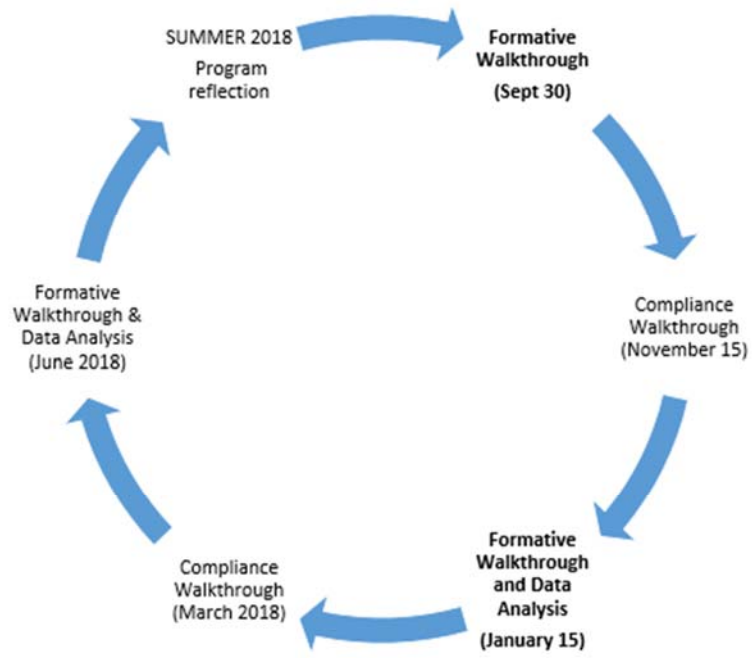 SUMMER 2018
Program
reflection
Formative
Walkthrough
(Sept 30)
Compliance
Walkthrough
(November 15)
Formative
Walkthrough
and Data
Analysis
(January 15)
Compliance
Walkthrough
(March 2018)
Formative
Walkthrough &
Data Analysis
(June 2018)